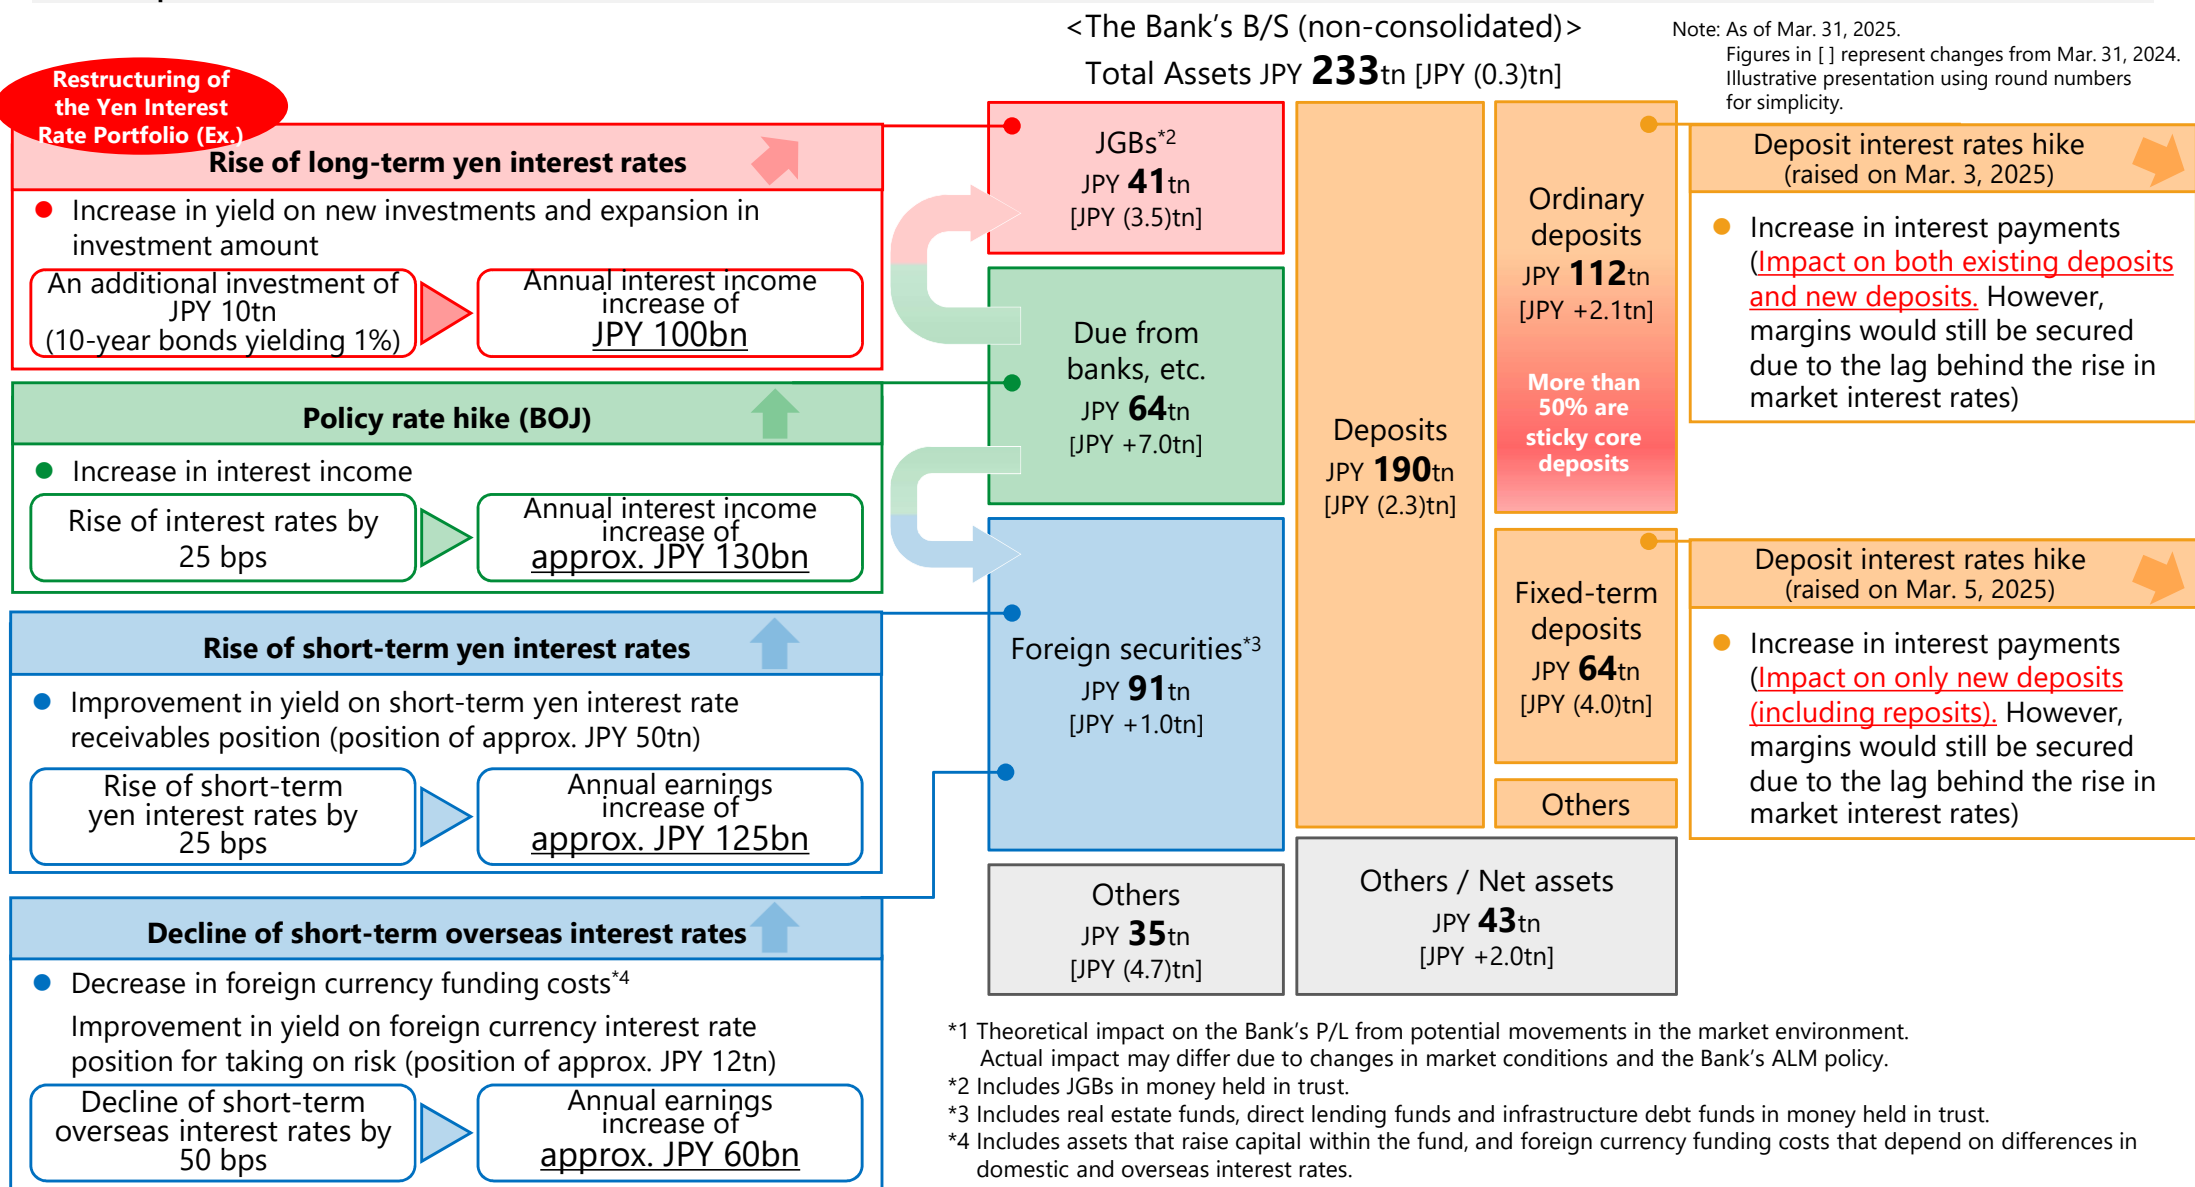 <The Bank's B/S (non-consolidated)>
Total Assets JPY 233tn [JPY (0.3)tn]
Note: As of Mar. 31, 2025.
Figures in [ ] represent changes from Mar. 31, 2024.
Illustrative presentation using round numbers
for simplicity.
Restructuring of
the Yen Interest
Rate Portfolio (Ex.)
Rise of long-term yen interest rates
● Increase in yield on new investments and expansion in
investment amount
An additional investment of
JPY 10tn
(10-year bonds yielding 1%)
Annual interest income
increase of
JPY 100bn
Policy rate hike (BOJ)
● Increase in interest income
Rise of interest rates by
25 bps
Annual interest income
increase of
approx. JPY 130bn
Rise of short-term yen interest rates
● Improvement in yield on short-term yen interest rate
receivables position (position of approx. JPY 50tn)
Rise of short-term
yen interest rates by
25 bps
Annual earnings
increase of
approx. JPY 125bn
Decline of short-term overseas interest rates
● Decrease in foreign currency funding costs*4
Improvement in yield on foreign currency interest rate
position for taking on risk (position of approx. JPY 12tn)
Decline of short-term
overseas interest rates by
50 bps
Annual earnings
increase of
approx. JPY 60bn
JGBs*2
JPY 41tn
[JPY (3.5)tn]
Due from
banks, etc.
JPY 64tn
[JPY +7.0tn]
Foreign securities*3
JPY 91tn
[JPY +1.0tn]
Others
JPY 35tn
[JPY (4.7)tn]
Deposits
JPY 190tn
[JPY (2.3)tn]
Ordinary
deposits
JPY 112tn
[JPY +2.1tn]
More than
50% are
sticky core
deposits
Fixed-term
deposits
JPY 64tn
[JPY (4.0)tn]
Others
Others / Net assets
JPY 43tn
[JPY +2.0tn]
Deposit interest rates hike
(raised on Mar. 3, 2025)
● Increase in interest payments
(Impact on both existing deposits
and new deposits. However,
margins would still be secured
due to the lag behind the rise in
market interest rates)
Deposit interest rates hike
(raised on Mar. 5, 2025)
● Increase in interest payments
(Impact on only new deposits
(including reposits). However,
margins would still be secured
due to the lag behind the rise in
market interest rates)
*1 Theoretical impact on the Bank's P/L from potential movements in the market environment.
Actual impact may differ due to changes in market conditions and the Bank's ALM policy.
*2 Includes JGBs in money held in trust.
*3 Includes real estate funds, direct lending funds and infrastructure debt funds in money held in trust.
*4 Includes assets that raise capital within the fund, and foreign currency funding costs that depend on differences in
domestic and overseas interest rates.